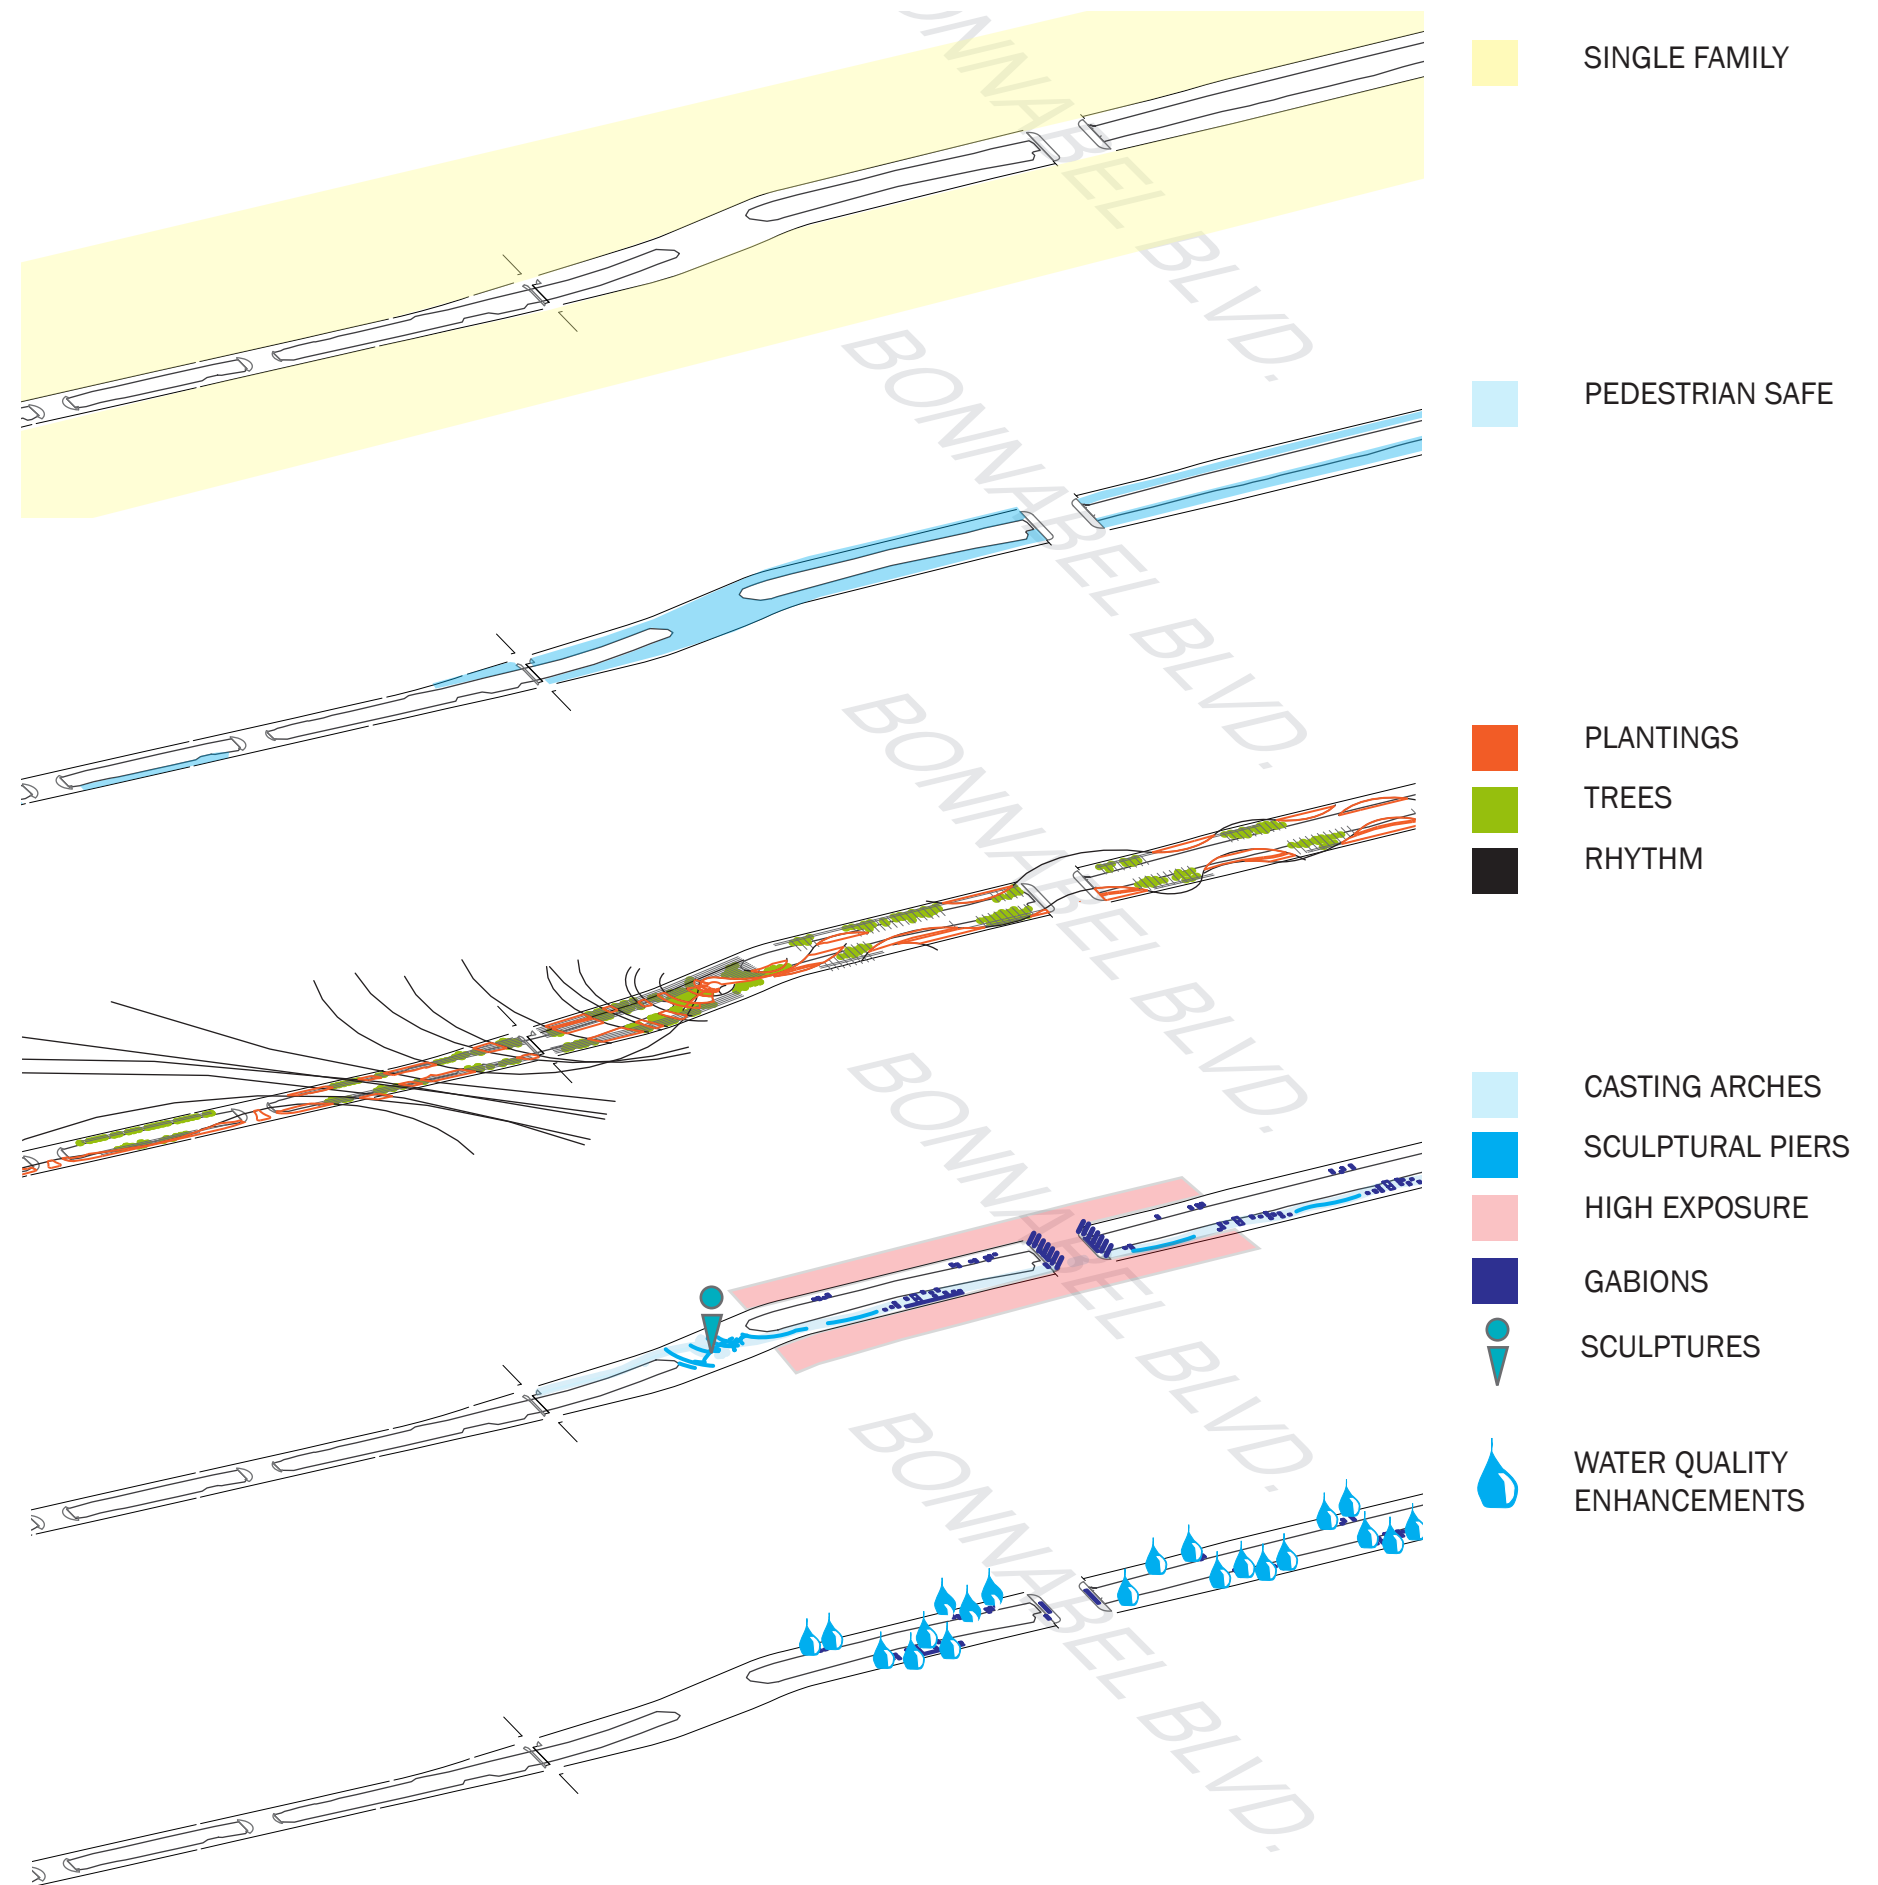 SINGLE FAMILY
BONNABEL BLVD.
PEDESTRIAN SAFE
BONNABEL BLVD.
PLANTINGS
TREES
RHYTHM
BONNABEL BLVD.
CASTING ARCHES
SCULPTURAL PIERS
HIGH EXPOSURE
GABIONS
SCULPTURES
BONNABEL BLVD.
WATER QUALITY
ENHANCEMENTS
BONNABEL BLVD.